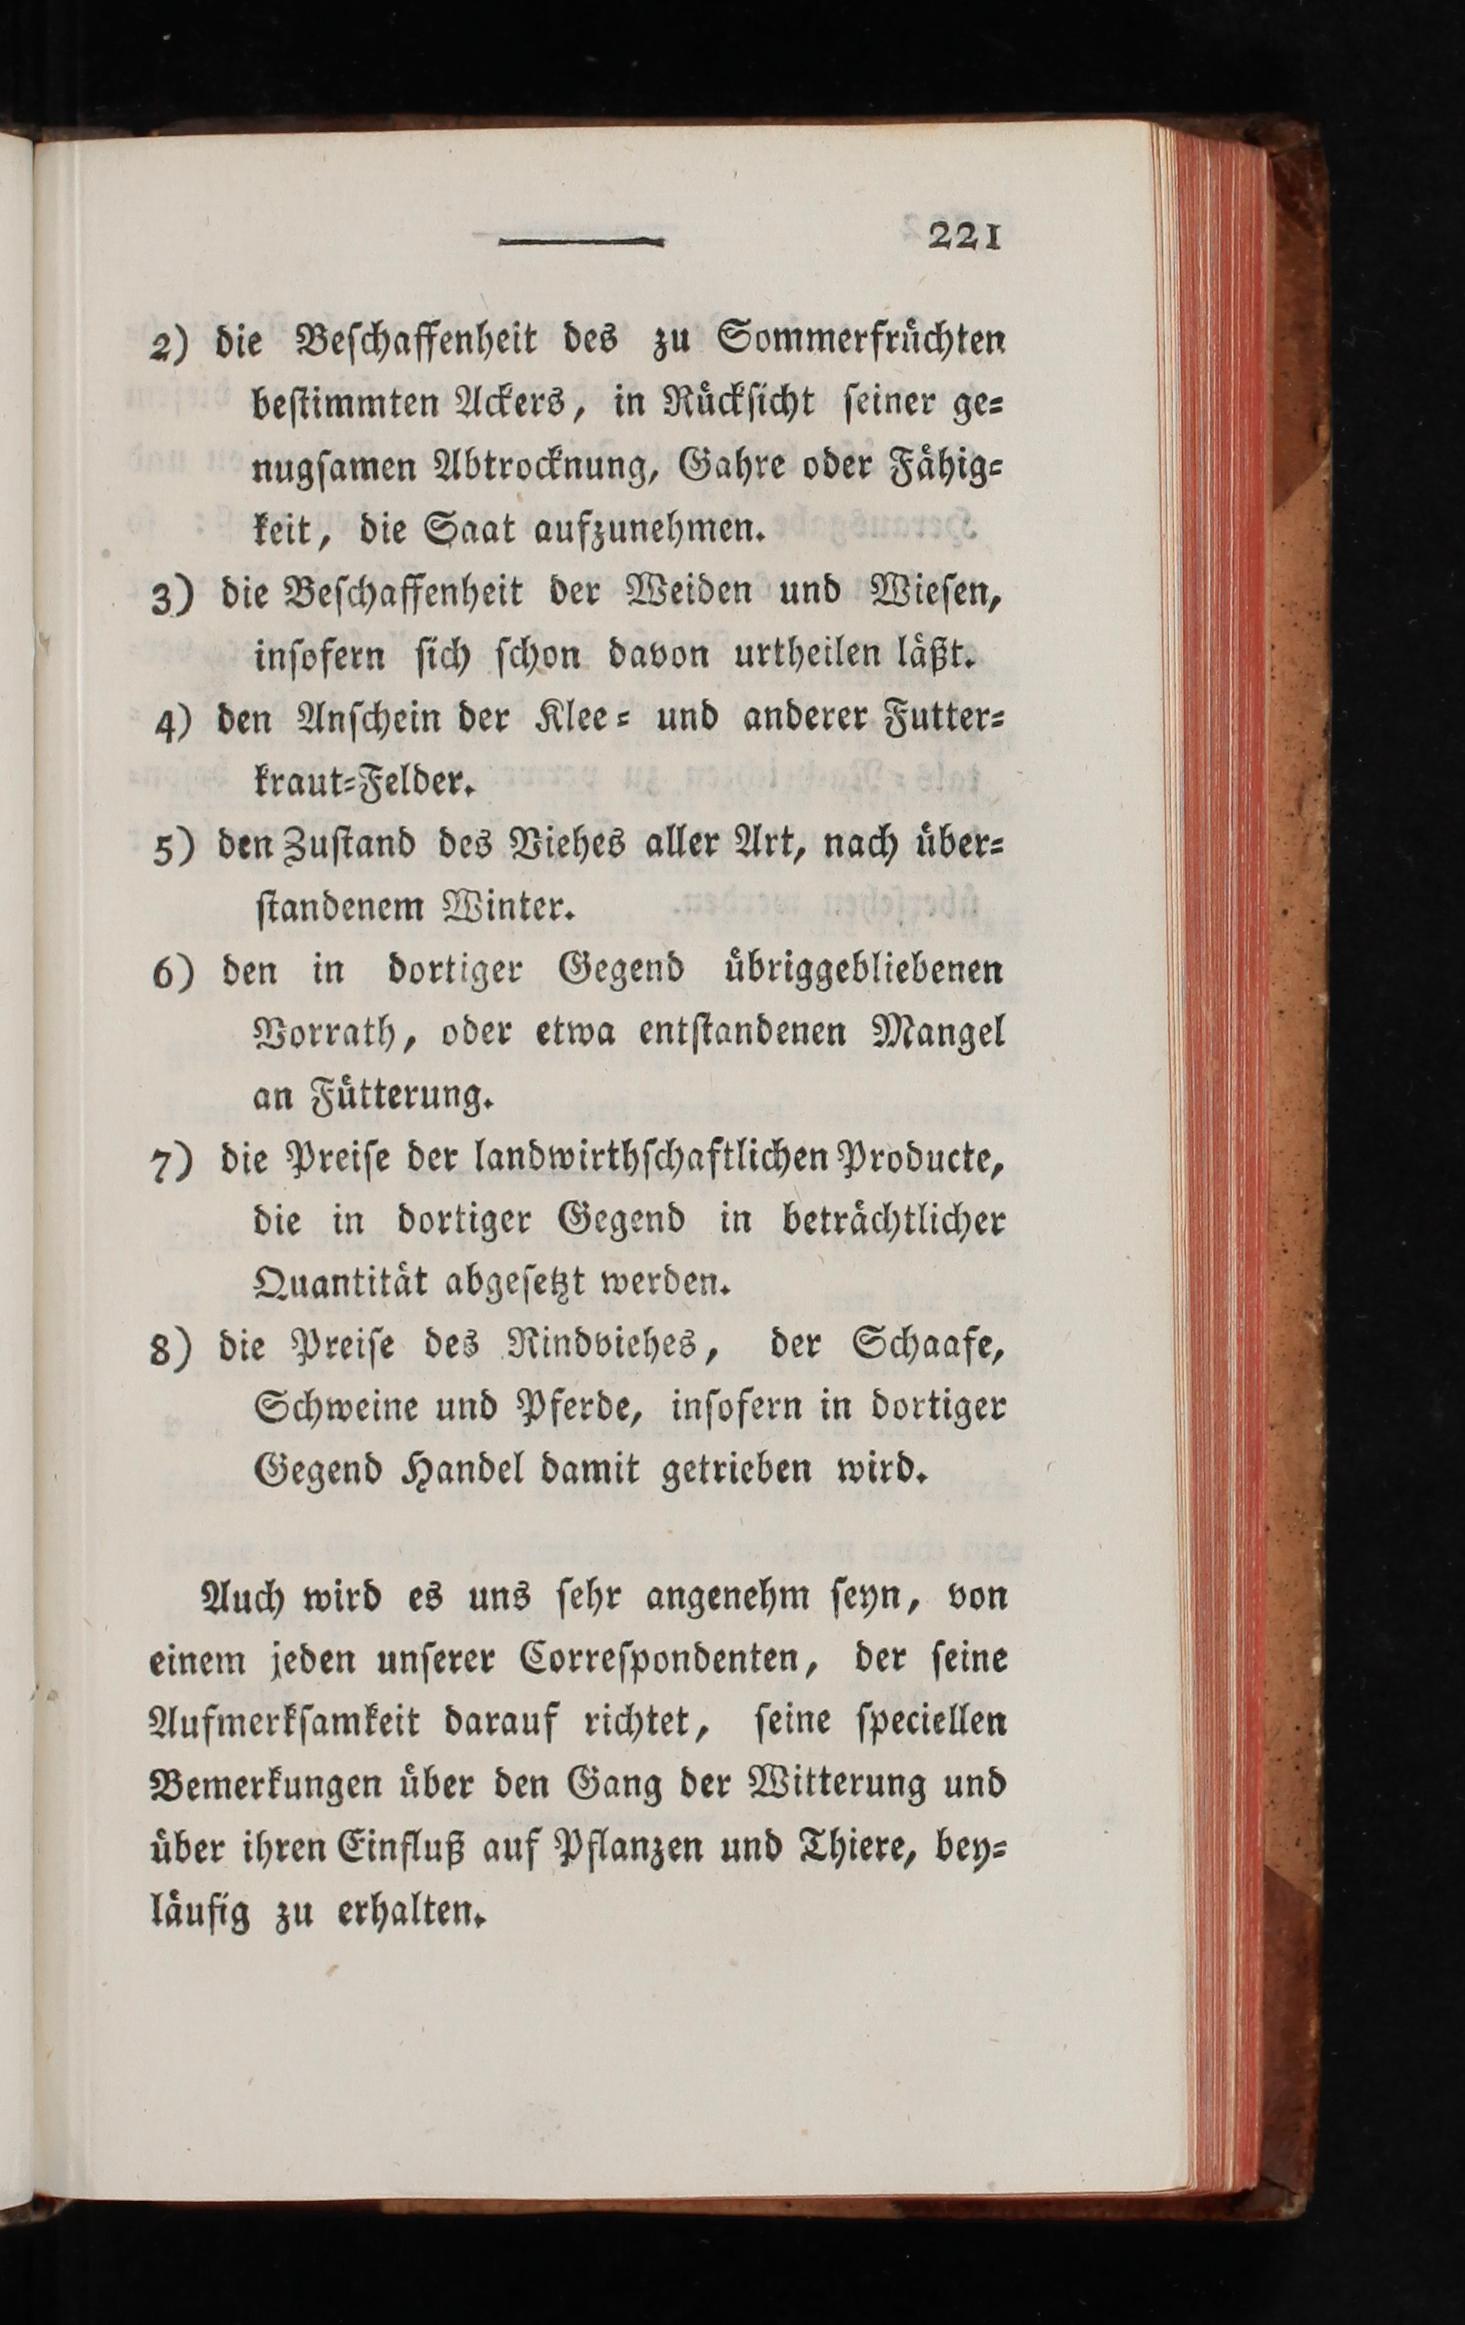 221
2) die Beſchaffenheit des zu Sommerfrüchten
beſtimmten Ackers, in Rückſicht ſeiner ge-
nugſamen Abtrocknung, Gahre oder Fähig-
keit, die Saat aufzunehmen.
3) die Beſchaffenheit der Weiden und Wieſen,
inſofern ſich ſchon davon urtheilen läßt.
4) den Anſchein der Klee- und anderer Futter-
kraut-Felder.
5) den Zuſtand des Viehes aller Art, nach über-
ſtandenem Winter.
6) den in dortiger Gegend übriggebliebenen
Vorrath, oder etwa entſtandenen Mangel
an Fütterung.
7) die Preiſe der landwirthſchaftlichen Producte,
die in dortiger Gegend in beträchtlicher
Quantität abgeſetzt werden.
8) die Preiſe des Rindviehes, der Schaafe,
Schweine und Pferde, inſofern in dortiger
Gegend Handel damit getrieben wird.
Auch wird es uns ſehr angenehm ſeyn, von
einem jeden unſerer Correſpondenten, der ſeine
Aufmerkſamkeit darauf richtet, ſeine ſpeciellen
Bemerkungen über den Gang der Witterung und
über ihren Einfluß auf Pflanzen und Thiere, bey-
läufig zu erhalten.